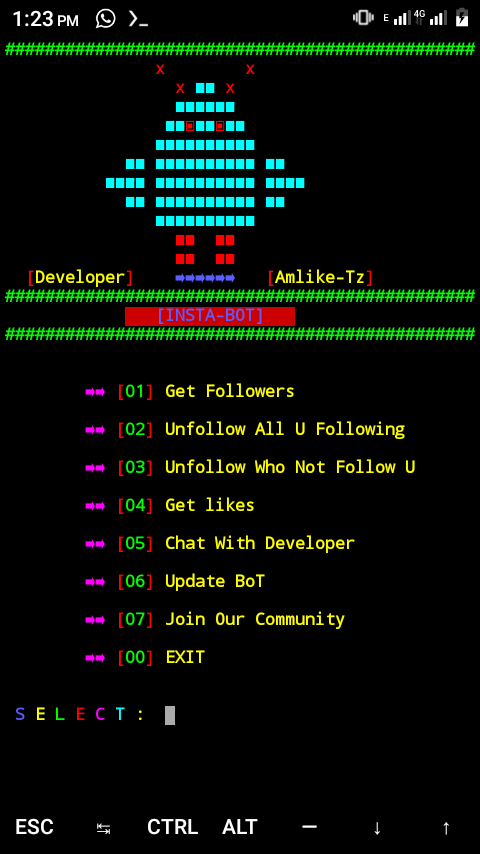 1:23 PM E 4G
##############################################
x x
x x
[Developer] ➡➡➡➡➡➡ [Amlike-Tz]
##############################################
[INSTA-BOT]
##############################################
➡➡ [01] Get Followers
➡➡ [02] Unfollow All U Following
➡➡ [03] Unfollow Who Not Follow U
➡➡ [04] Get likes
➡➡ [05] Chat With Developer
➡➡ [06] Update BoT
➡➡ [07] Join Our Community
➡➡ [00] EXIT
S E L E C T :
ESC ↹ CTRL ALT — ↓ ↑